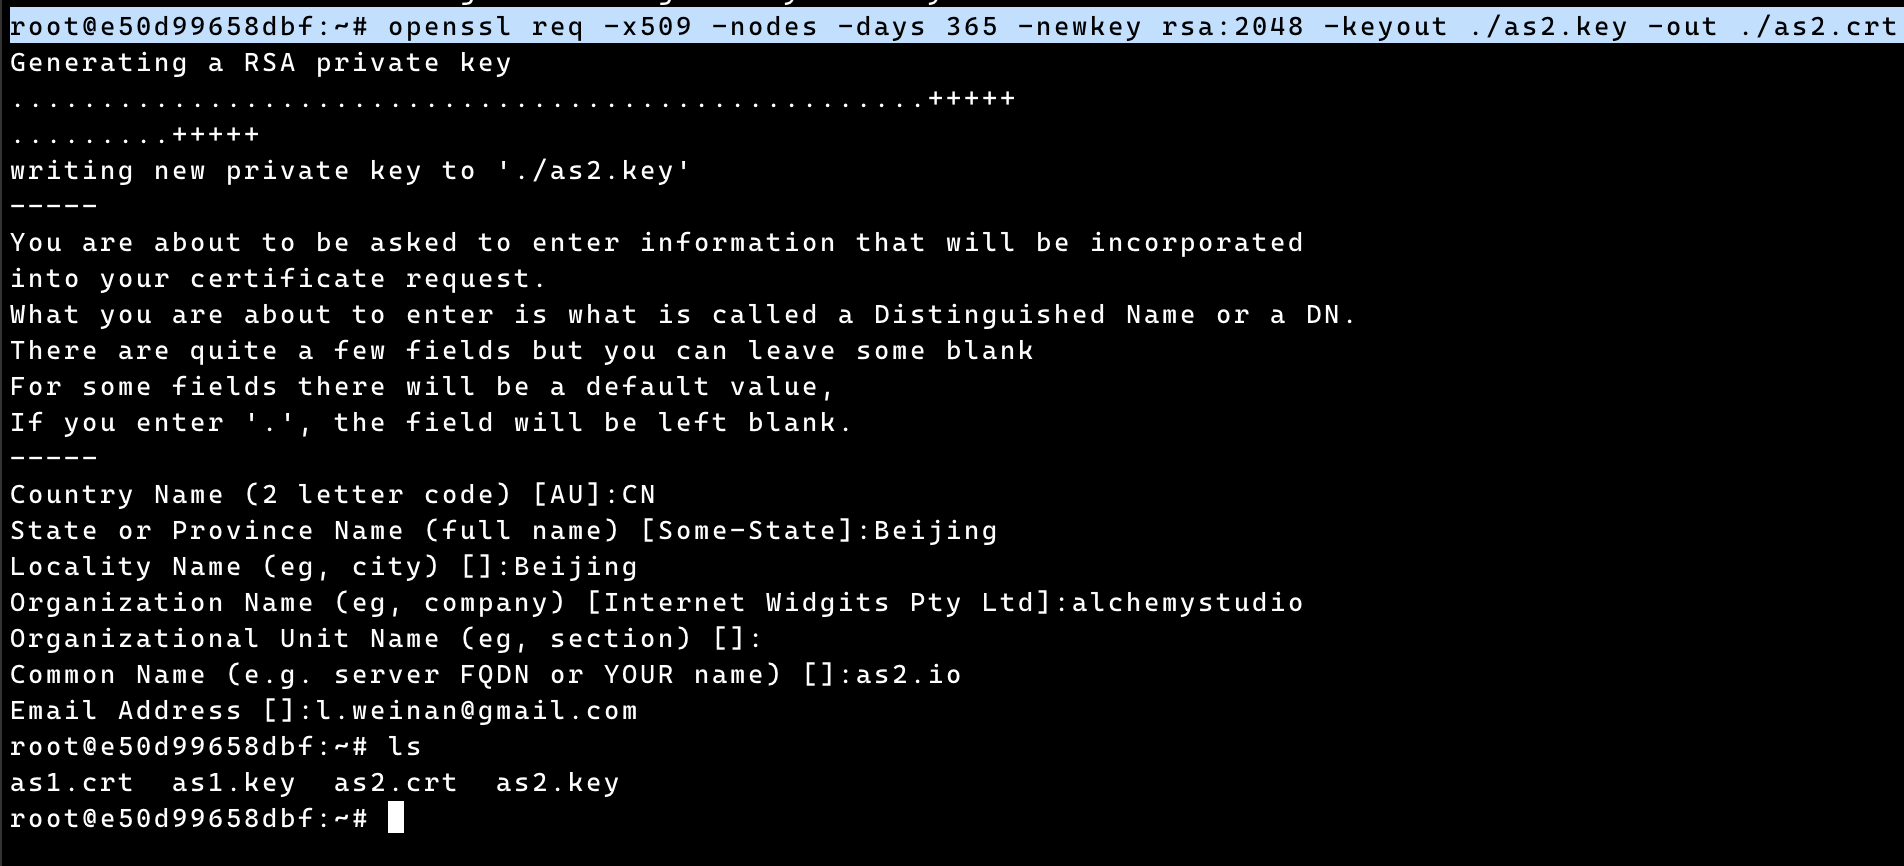 root@e50d99658dbf:~# openssl req -x509 -nodes -days 365 -newkey rsa:2048 -keyout ./as2.key -out ./as2.crt
Generating a RSA private key
...................................................+++++
.........+++++
writing new private key to './as2.key'
-----
You are about to be asked to enter information that will be incorporated
into your certificate request.
What you are about to enter is what is called a Distinguished Name or a DN.
There are quite a few fields but you can leave some blank
For some fields there will be a default value,
If you enter '.', the field will be left blank.
-----
Country Name (2 letter code) [AU]:CN
State or Province Name (full name) [Some-State]:Beijing
Locality Name (eg, city) []:Beijing
Organization Name (eg, company) [Internet Widgits Pty Ltd]:alchemystudio
Organizational Unit Name (eg, section) []:
Common Name (e.g. server FQDN or YOUR name) []:as2.io
Email Address []:l.weinan@gmail.com
root@e50d99658dbf:~# ls
as1.crt  as1.key  as2.crt  as2.key
root@e50d99658dbf:~#